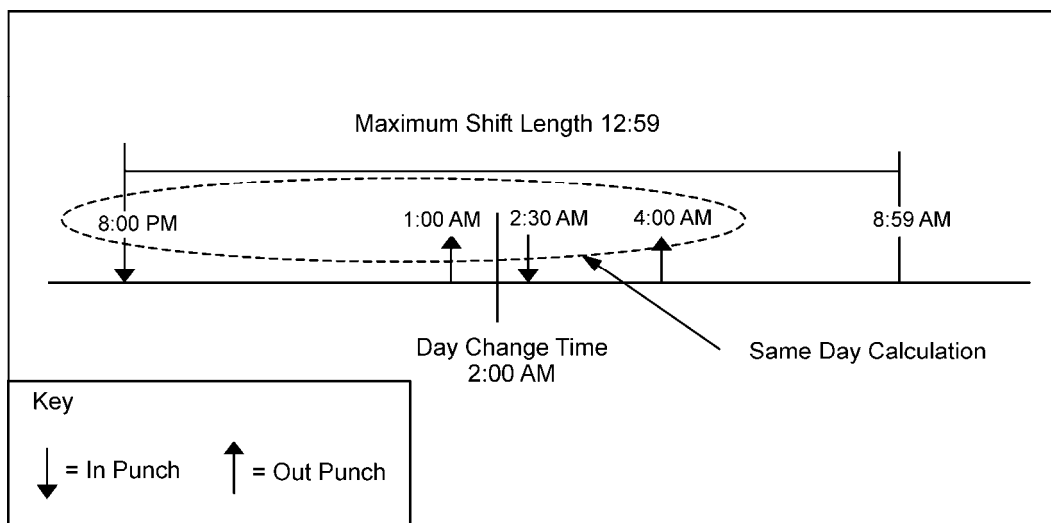 Maximum Shift Length 12:59
8:00 PM
1:00 AM
2:30 AM
4:00 AM
8:59 AM
Day Change Time
2:00 AM
Same Day Calculation
Key
= In Punch
= Out Punch